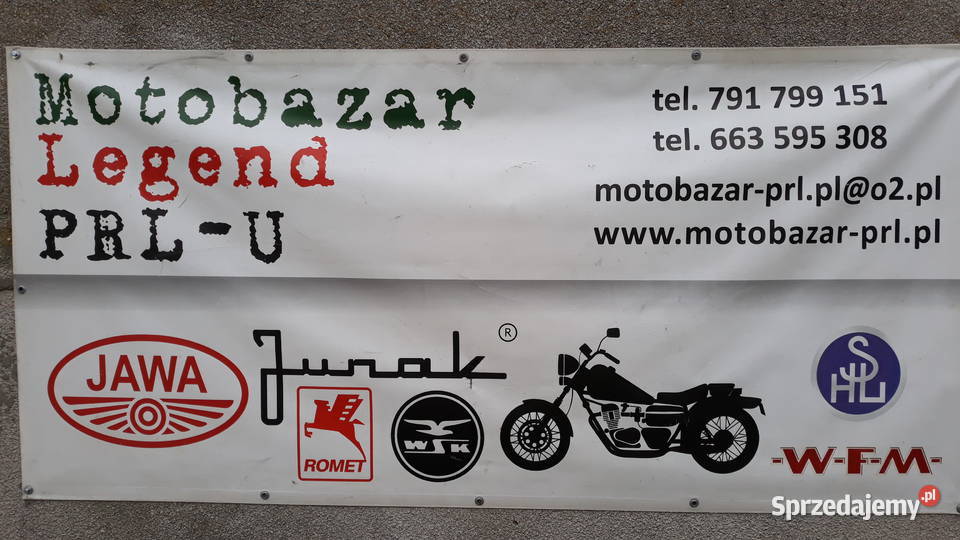 Motobazar
Legend
PRL-U
tel. 791 799 151
tel. 663 595 308
motobazar-prl.pl@o2.pl
www.motobazar-prl.pl
JAWA
Junak ®
ROMET
WSK
SHL
-W-F-M-
Sprzedajemy.pl